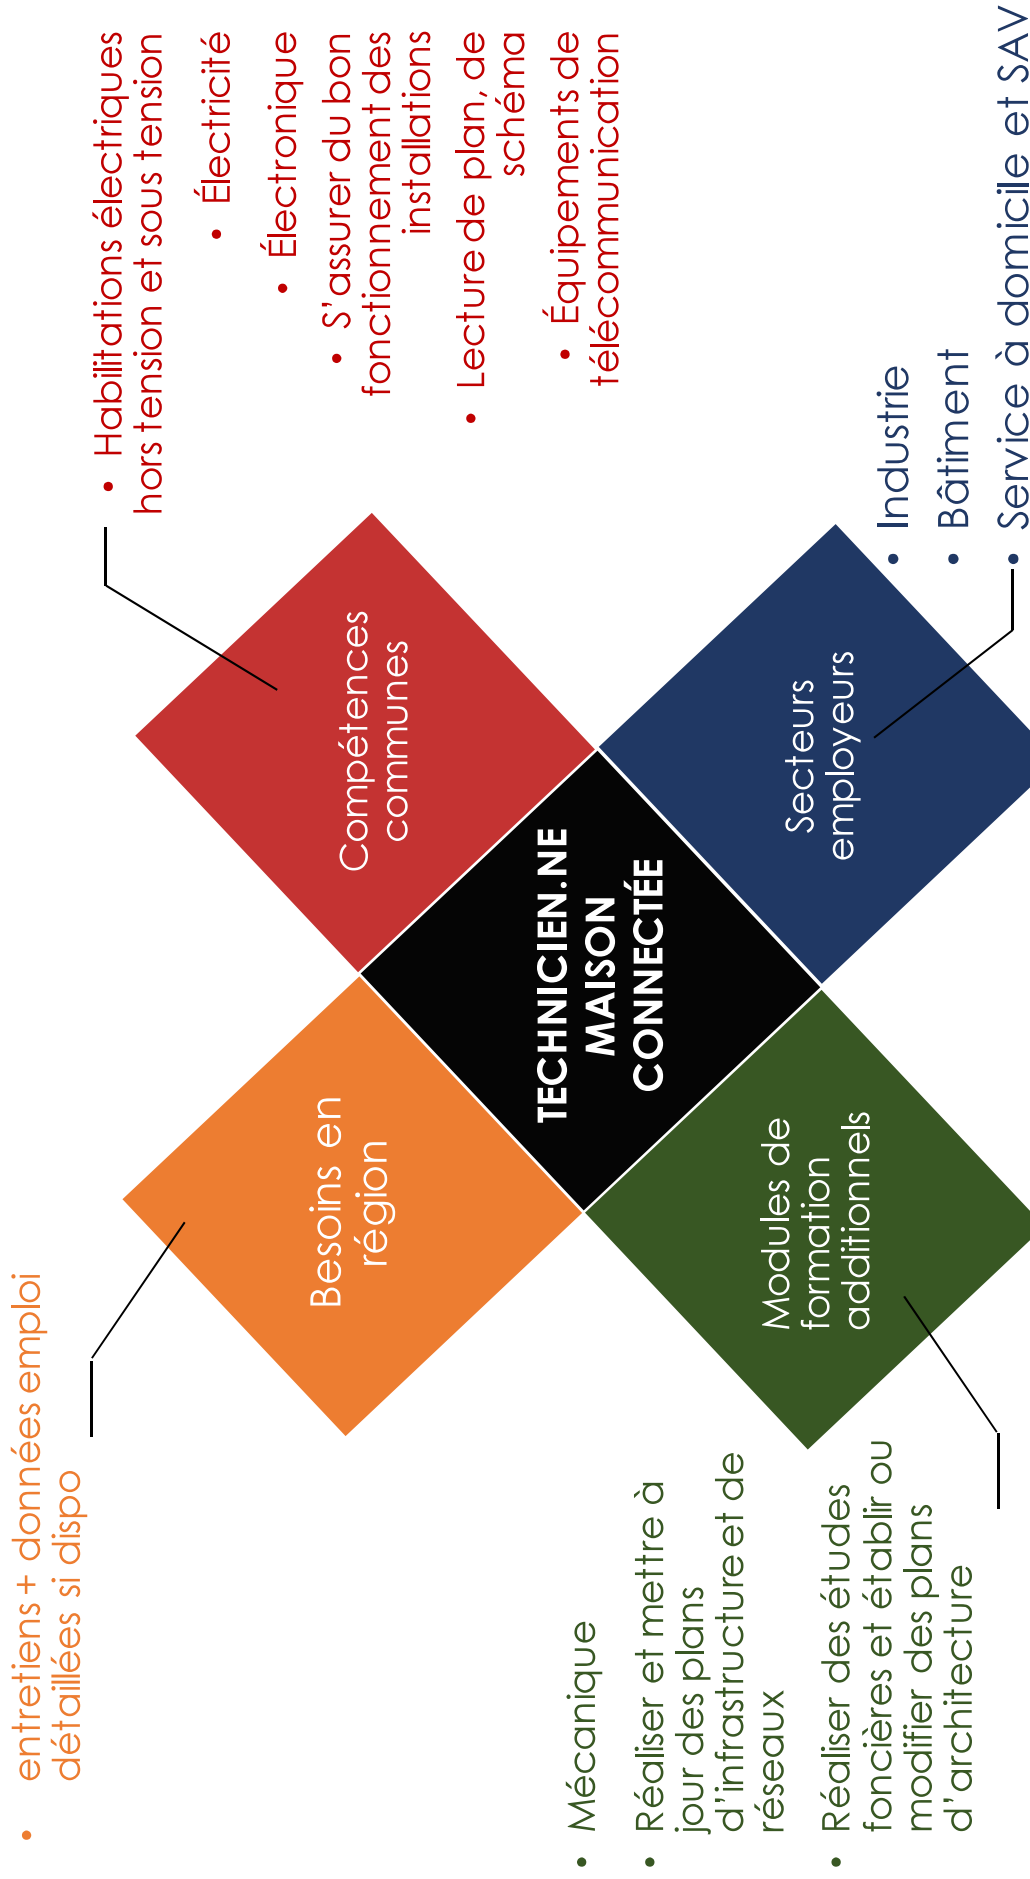 • entretiens + données emploi
détaillées si dispo
• Habilitations électriques
hors tension et sous tension
• Électricité
• Électronique
• S'assurer du bon
fonctionnement des
installations
• Lecture de plan, de
schéma
• Équipements de
télécommunication
Besoins en
région
Compétences
communes
TECHNICIEN.NE
MAISON
CONNECTÉE
Modules de
formation
additionnels
Secteurs
employeurs
• Mécanique
• Réaliser et mettre à
jour des plans
d'infrastructure et de
réseaux
• Réaliser des études
foncières et établir ou
modifier des plans
d'architecture
• Industrie
• Bâtiment
• Service à domicile et SAV